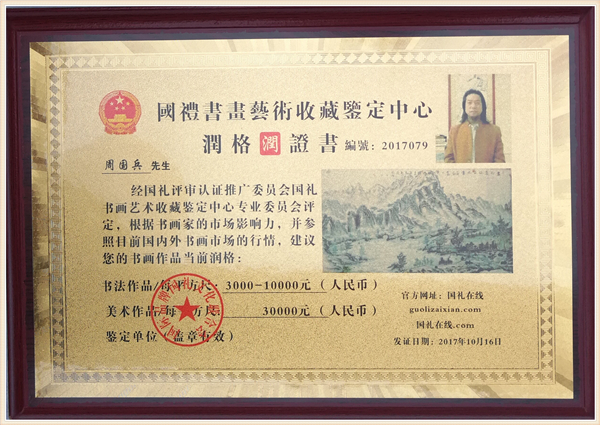 國禮書畫藝術收藏鑒定中心
潤格 潤 證書 編號：2017079
周国兵 先生
经国礼评审认证推广委员会国礼
书画艺术收藏鉴定中心专业委员会评
定，根据书画家的市场影响力，并参
照目前国内外书画市场的行情，建议
您的书画作品当前润格：
书法作品/每平方尺：3000-10000元（人民币）
美术作品/每平方尺： 30000元（人民币）
鉴定单位（盖章有效）
官方网址：国礼在线
guolizaixian.com
国礼在线.com
发证日期：2017年10月16日